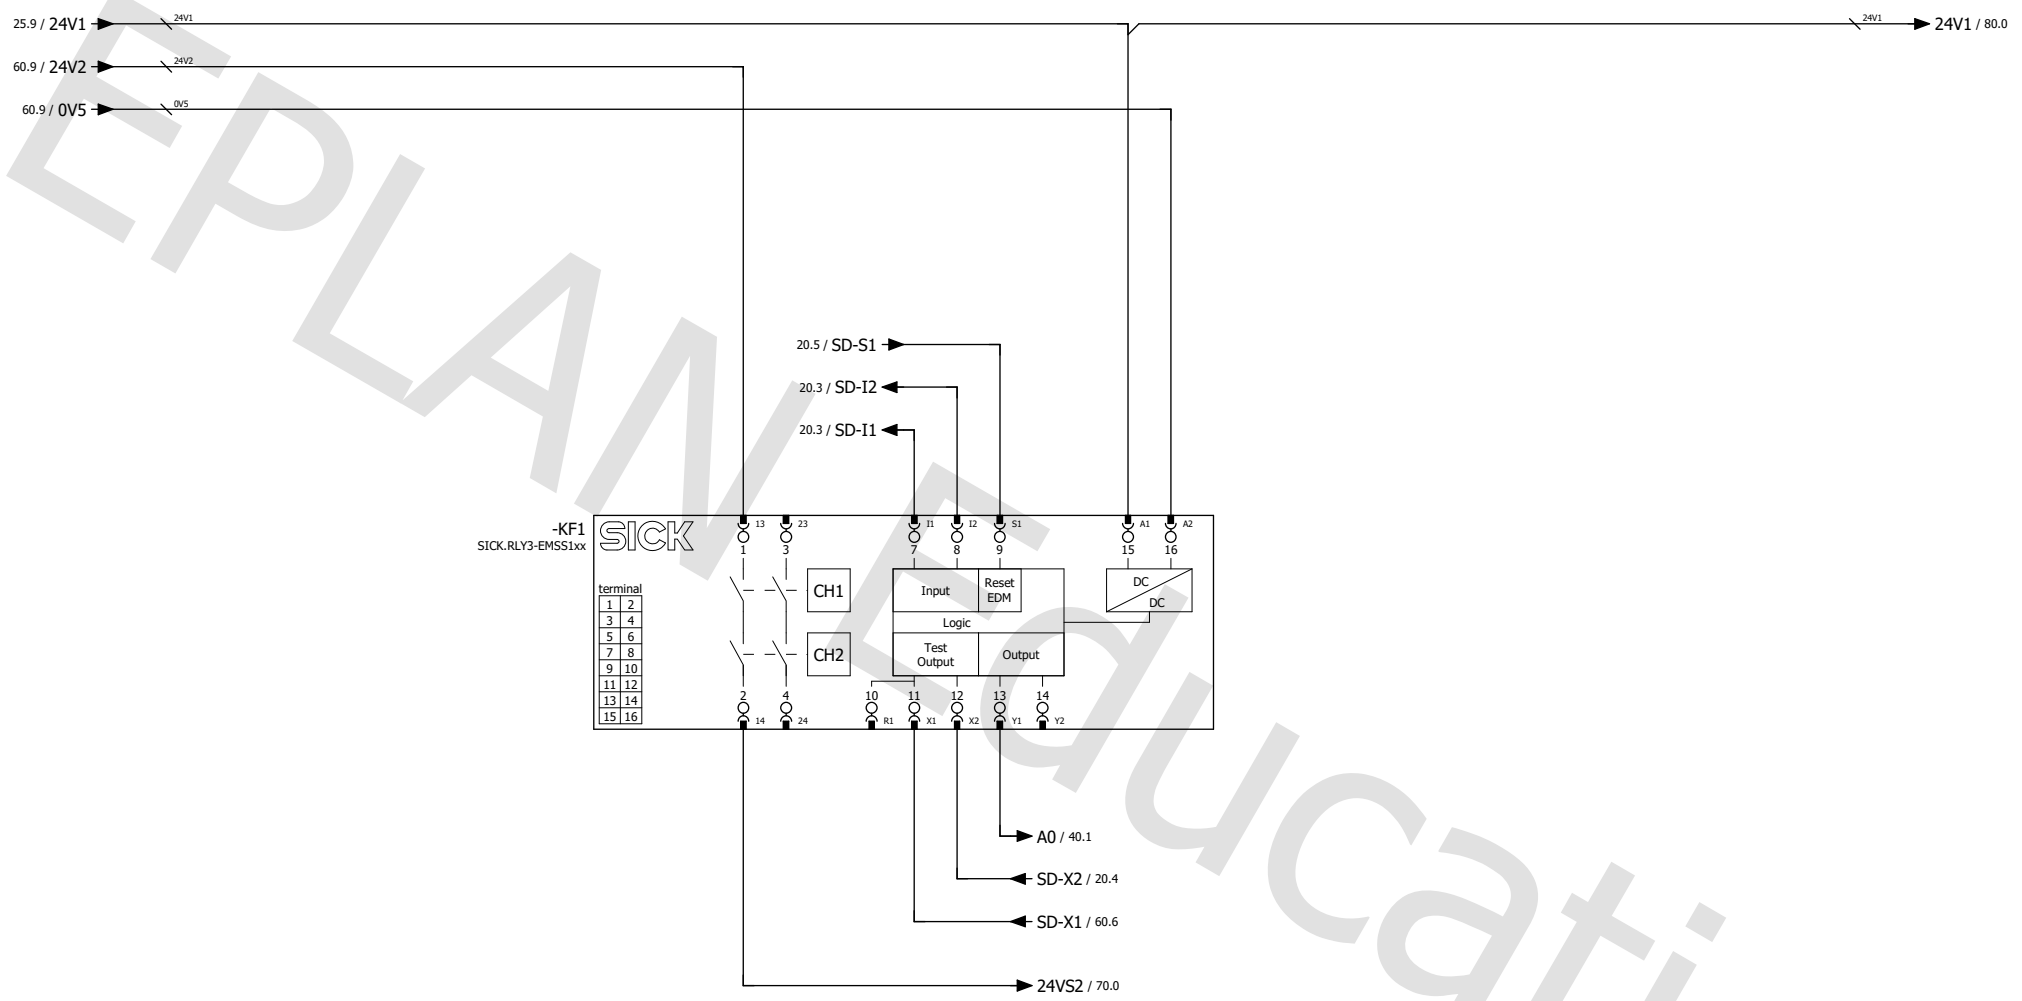 25.9 / 24V1
24V1
24V1
24V1 / 80.0
60.9 / 24V2
24V2
60.9 / 0V5
0V5
20.5 / SD-S1
20.3 / SD-I2
20.3 / SD-I1
-KF1
SICK.RLY3-EMSS1xx
SICK
13 23 I1 I2 S1 A1 A2
1 3 7 8 9 15 16
terminal
1 2
3 4
5 6
7 8
9 10
11 12
13 14
15 16
CH1
CH2
Input
Reset
EDM
Logic
Test
Output
Output
DC
DC
2 4 10 11 12 13 14
14 24 R1 X1 X2 Y1 Y2
A0 / 40.1
SD-X2 / 20.4
SD-X1 / 60.6
24VS2 / 70.0
EPLAN Educati